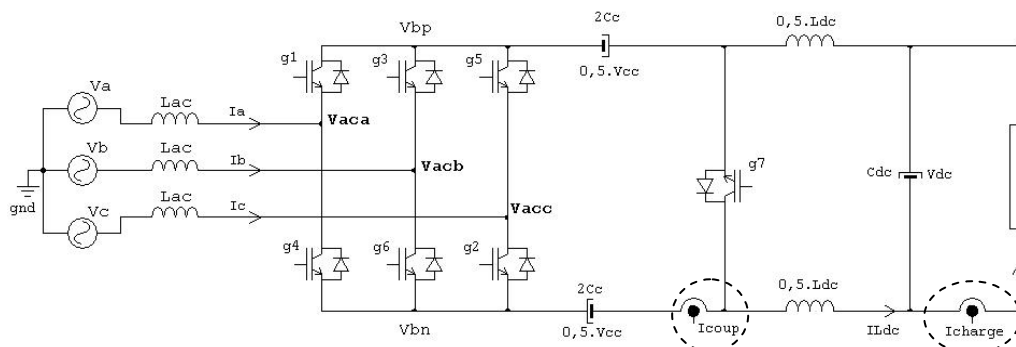 2Cc
0,5.Ldc
Vbp
g1
g3
g5
0,5.Vcc
Va
Lac
Ia
Vaca
Vb
Lac
Ib
Vacb
g7
Cdc
Vdc
gnd
Vc
Lac
Ic
Vacc
g4
g6
g2
2Cc
0,5.Ldc
Vbn
0,5.Vcc
Icoup
ILdc
Icharge